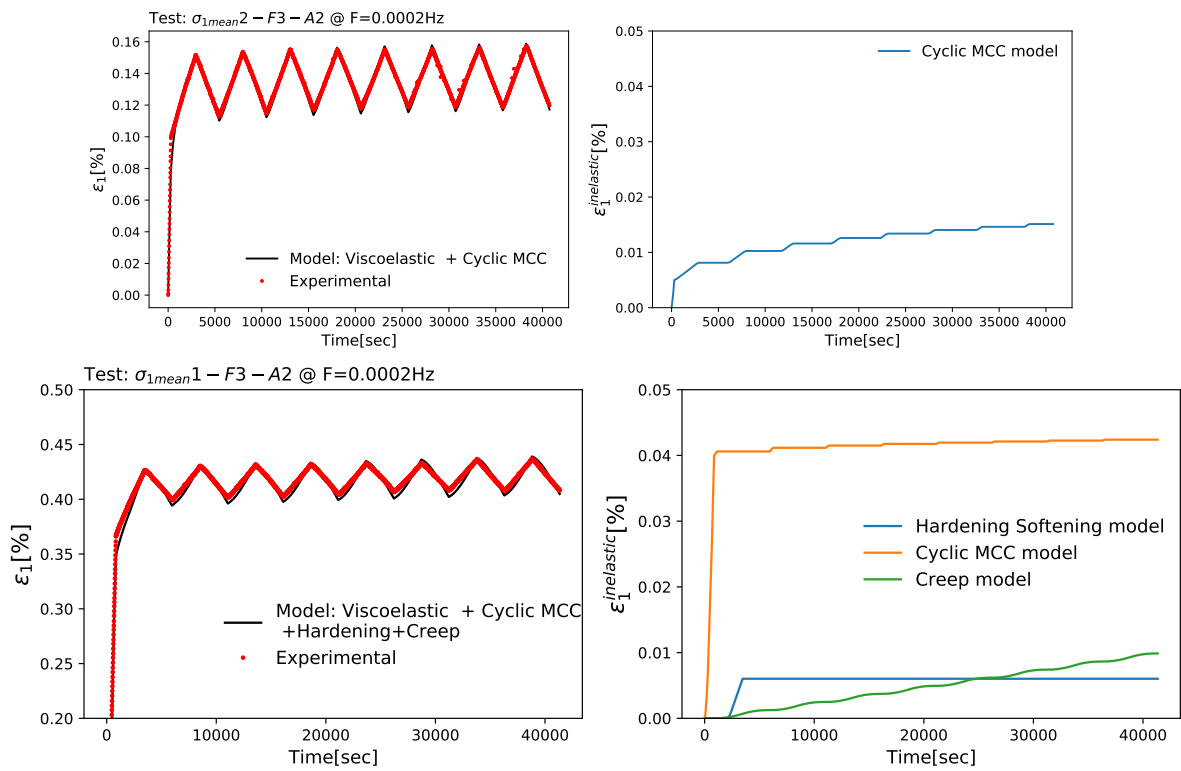 Test: σ1mean2 − F3 − A2 @ F=0.0002Hz
0.16
0.14
0.12
0.10
0.08
0.06
0.04
0.02
0.00
ε1[%]
Model: Viscoelastic + Cyclic MCC
Experimental
0 5000 10000 15000 20000 25000 30000 35000 40000
Time[sec]
0.05
0.04
0.03
0.02
0.01
0.00
ε1inelastic[%]
Cyclic MCC model
0 5000 10000 15000 20000 25000 30000 35000 40000
Time[sec]
Test: σ1mean1 − F3 − A2 @ F=0.0002Hz
0.50
0.45
0.40
0.35
0.30
0.25
0.20
ε1[%]
Model: Viscoelastic + Cyclic MCC
+Hardening+Creep
Experimental
0 10000 20000 30000 40000
Time[sec]
0.05
0.04
0.03
0.02
0.01
0.00
ε1inelastic[%]
Hardening Softening model
Cyclic MCC model
Creep model
0 10000 20000 30000 40000
Time[sec]